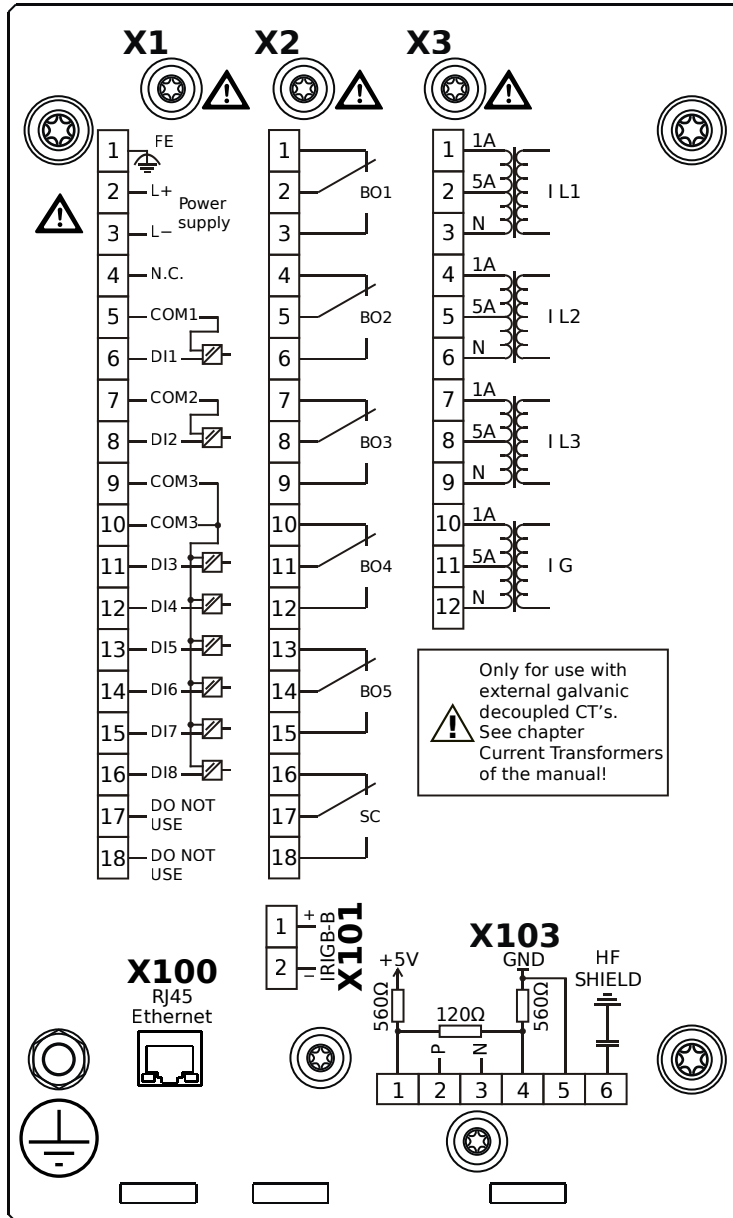 X1
X2
X3
1 FE
2 L+
Power
supply
3 L−
4 N.C.
5 COM1
6 DI1
7 COM2
8 DI2
9 COM3
10 COM3
11 DI3
12 DI4
13 DI5
14 DI6
15 DI7
16 DI8
17 DO NOT
USE
18 DO NOT
USE
1
2 BO1
3
4
5 BO2
6
7
8 BO3
9
10
11 BO4
12
13
14 BO5
15
16
17 SC
18
1 1A
2 5A I L1
3 N
4 1A
5 5A I L2
6 N
7 1A
8 5A I L3
9 N
10 1A
11 5A I G
12 N
!
!
!
!
!
Only for use with
external galvanic
decoupled CT's.
See chapter
Current Transformers
of the manual!
1 +
2 −
IRIGB-B
X101
X100
RJ45
Ethernet
X103
+5V
GND
HF
SHIELD
560Ω
120Ω
560Ω
P
N
1 2 3 4 5 6